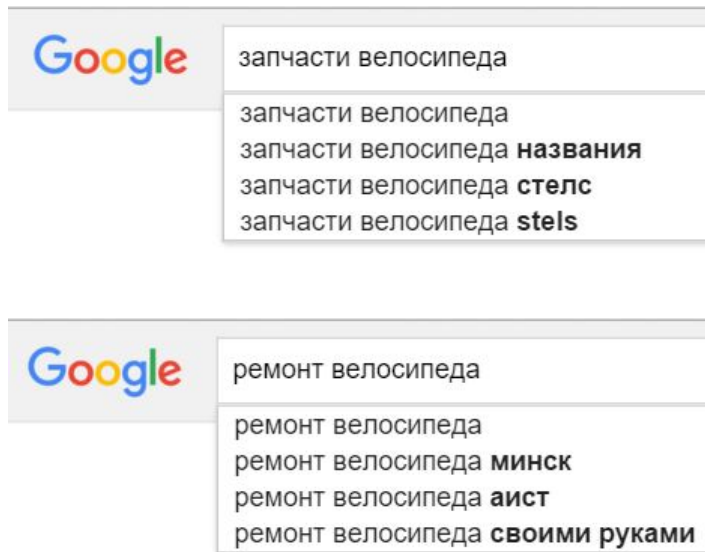 Google
запчасти велосипеда
запчасти велосипеда
запчасти велосипеда названия
запчасти велосипеда стелс
запчасти велосипеда stels
Google
ремонт велосипеда
ремонт велосипеда
ремонт велосипеда минск
ремонт велосипеда аист
ремонт велосипеда своими руками